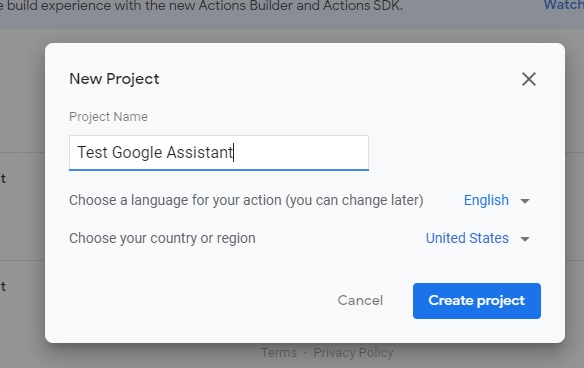 e build experience with the new Actions Builder and Actions SDK. Watch
New Project
Project Name
Test Google Assistant
t
Choose a language for your action (you can change later) English
Choose your country or region United States
t
Cancel Create project
Terms · Privacy Policy